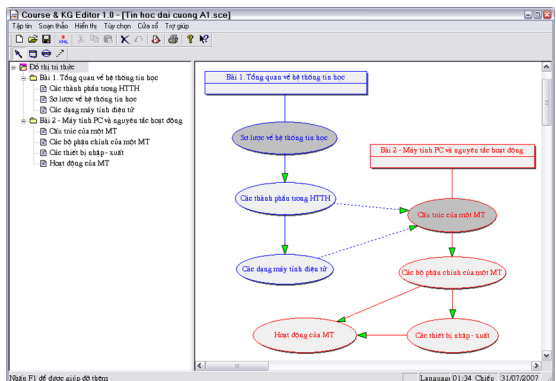 Course & KG Editor 1.0 - [Tin hoc dai cuong A1.sce]
Tập tin Soạn thảo Hiển thị Tùy chọn Cửa sổ Trợ giúp
Đồ thị tri thức
Bài 1. Tổng quan về hệ thống tin học
Các thành phần trong HTTH
Sơ lược về hệ thống tin học
Các dạng máy tính điện tử
Bài 2 - Máy tính PC và nguyên tắc hoạt động
Cấu trúc của một MT
Các bộ phận chính của một MT
Các thiết bị nhập - xuất
Hoạt động của MT
Bài 1. Tổng quan về hệ thống tin học
Sơ lược về hệ thống tin học
Bài 2 - Máy tính PC và nguyên tắc hoạt động
Các thành phần trong HTTH
Cấu trúc của một MT
Các dạng máy tính điện tử
Các bộ phận chính của một MT
Hoạt động của MT
Các thiết bị nhập - xuất
Nhấn F1 để được giúp đỡ thêm
Languag 01:34 Chiều 31/07/2007